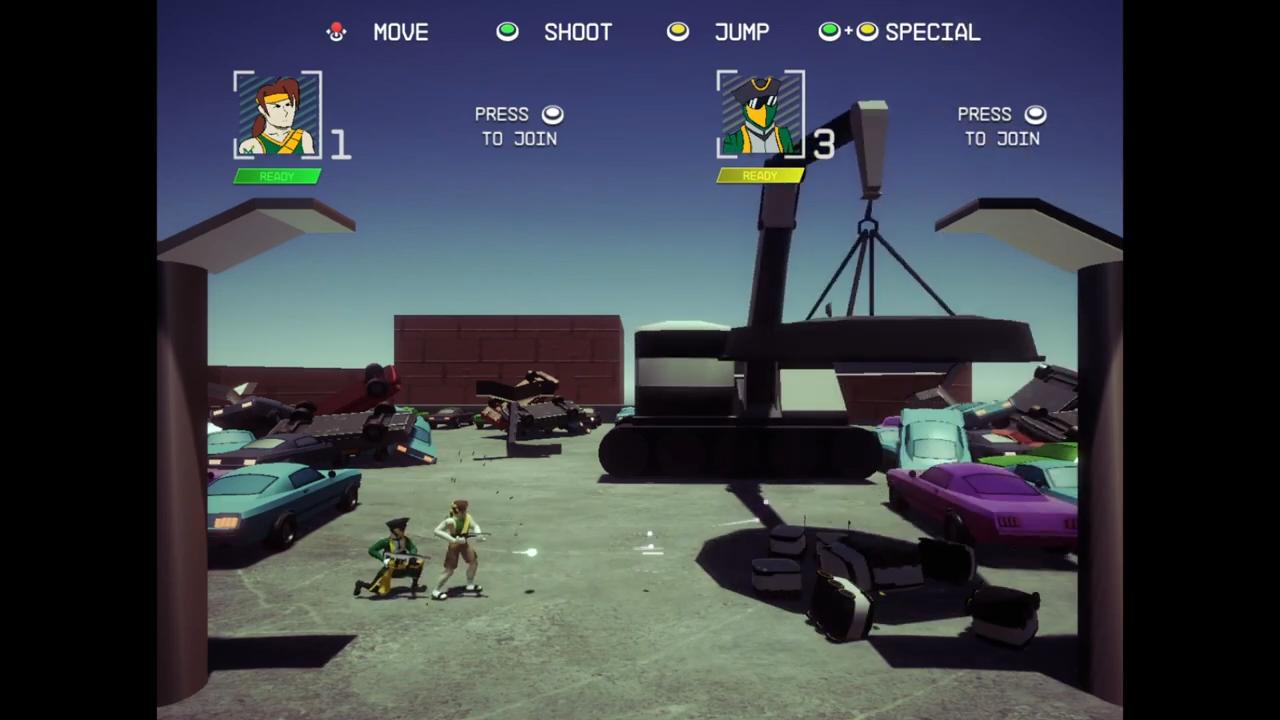 MOVE SHOOT JUMP + SPECIAL
1
READY
PRESS
TO JOIN
3
READY
PRESS
TO JOIN